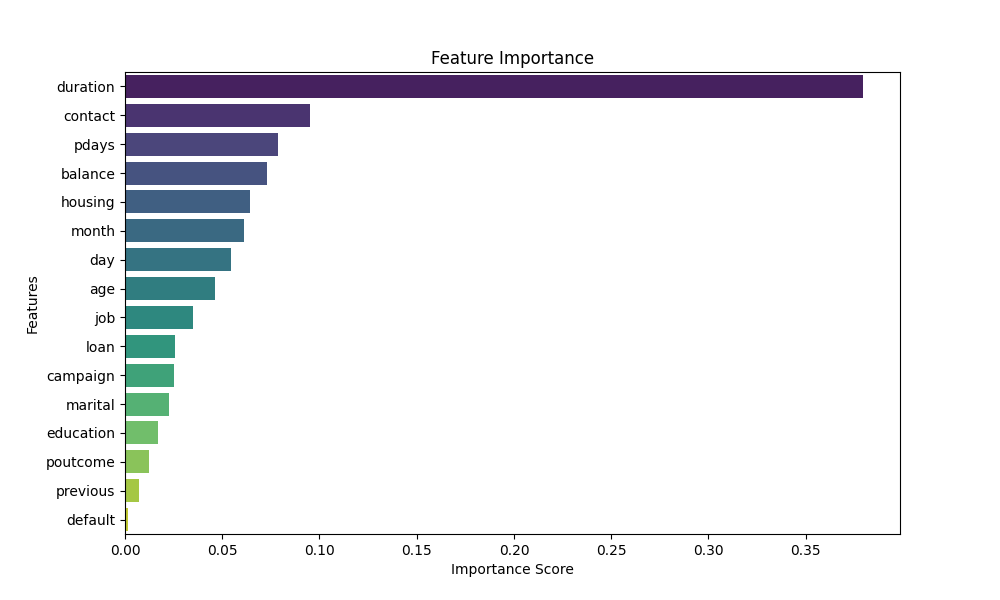 Feature Importance
duration
contact
pdays
balance
housing
month
day
age
job
loan
campaign
marital
education
poutcome
previous
default
Features
0.00 0.05 0.10 0.15 0.20 0.25 0.30 0.35
Importance Score